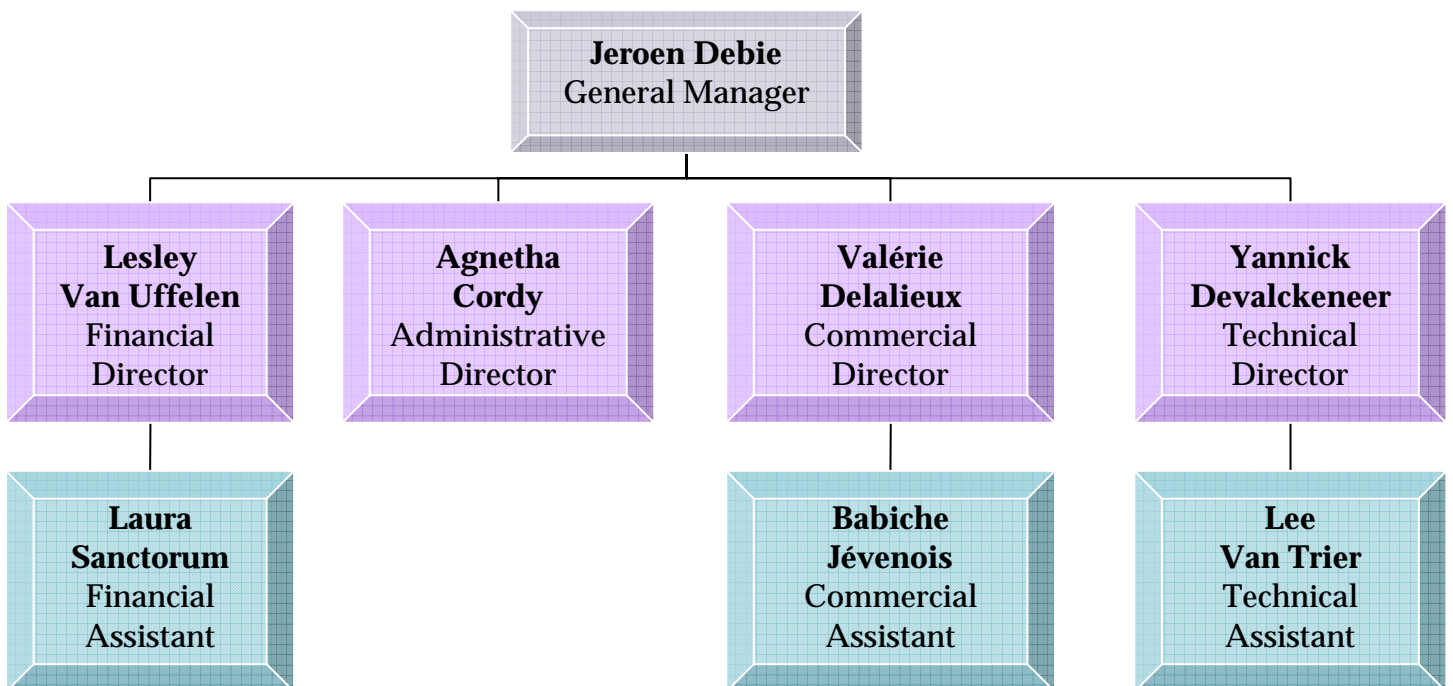 Jeroen Debie
General Manager
Lesley
Van Uffelen
Financial
Director
Agnetha
Cordy
Administrative
Director
Valérie
Delalieux
Commercial
Director
Yannick
Devalckeneer
Technical
Director
Laura
Sanctorum
Financial
Assistant
Babiche
Jévenois
Commercial
Assistant
Lee
Van Trier
Technical
Assistant